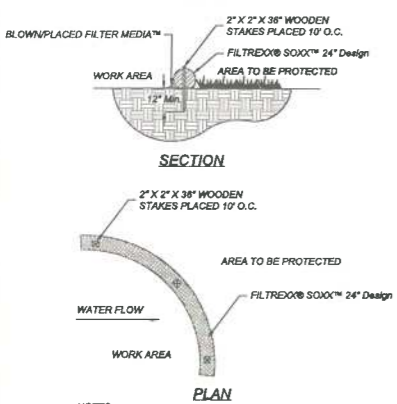 2" X 2" X 36" WOODEN
STAKES PLACED 10' O.C.
BLOWN/PLACED FILTER MEDIA™
FILTREXX® SOXX™ 24" Design
WORK AREA
AREA TO BE PROTECTED
12" Min.
SECTION
2" X 2" X 36" WOODEN
STAKES PLACED 10' O.C.
AREA TO BE PROTECTED
FILTREXX® SOXX™ 24" Design
WATER FLOW
WORK AREA
PLAN